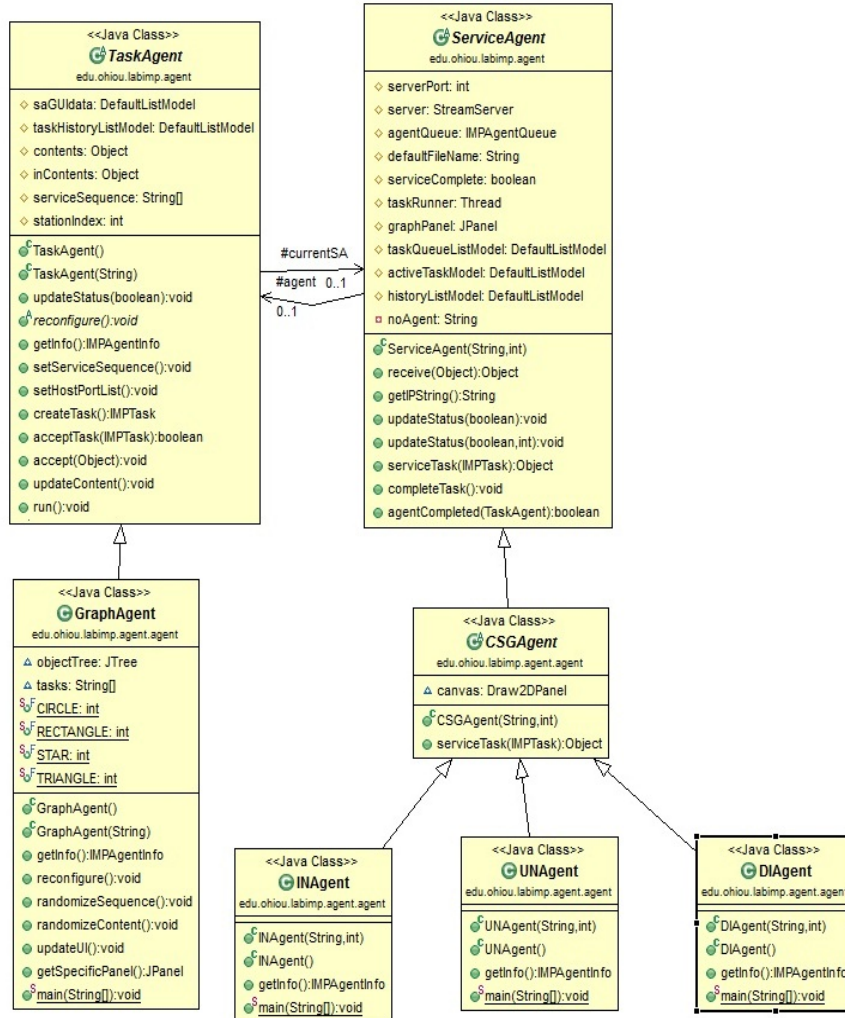 <<Java Class>>
TaskAgent
edu.ohiou.labimp.agent
saGUIdata: DefaultListModel
taskHistoryListModel: DefaultListModel
contents: Object
inContents: Object
serviceSequence: String[]
stationIndex: int
TaskAgent()
TaskAgent(String)
updateStatus(boolean):void
reconfigure():void
getInfo():IMPAgentInfo
setServiceSequence():void
setHostPortList():void
createTask():IMPTask
acceptTask(IMPTask):boolean
accept(Object):void
updateContent():void
run():void
#currentSA
#agent 0..1
0..1
<<Java Class>>
ServiceAgent
edu.ohiou.labimp.agent
serverPort: int
server: StreamServer
agentQueue: IMPAgentQueue
defaultFileName: String
serviceComplete: boolean
taskRunner: Thread
graphPanel: JPanel
taskQueueListModel: DefaultListModel
activeTaskModel: DefaultListModel
historyListModel: DefaultListModel
noAgent: String
ServiceAgent(String,int)
receive(Object):Object
getIPString():String
updateStatus(boolean):void
updateStatus(boolean,int):void
serviceTask(IMPTask):Object
completeTask():void
agentCompleted(TaskAgent):boolean
<<Java Class>>
GraphAgent
edu.ohiou.labimp.agent.agent
objectTree: JTree
tasks: String[]
CIRCLE: int
RECTANGLE: int
STAR: int
TRIANGLE: int
GraphAgent()
GraphAgent(String)
getInfo():IMPAgentInfo
reconfigure():void
randomizeSequence():void
randomizeContent():void
updateUI():void
getSpecificPanel():JPanel
main(String[]):void
<<Java Class>>
CSGAgent
edu.ohiou.labimp.agent.agent
canvas: Draw2DPanel
CSGAgent(String,int)
serviceTask(IMPTask):Object
<<Java Class>>
INAgent
edu.ohiou.labimp.agent.agent
INAgent(String,int)
INAgent()
getInfo():IMPAgentInfo
main(String[]):void
<<Java Class>>
UNAgent
edu.ohiou.labimp.agent.agent
UNAgent(String,int)
UNAgent()
getInfo():IMPAgentInfo
main(String[]):void
<<Java Class>>
DIAgent
edu.ohiou.labimp.agent.agent
DIAgent(String,int)
DIAgent()
getInfo():IMPAgentInfo
main(String[]):void